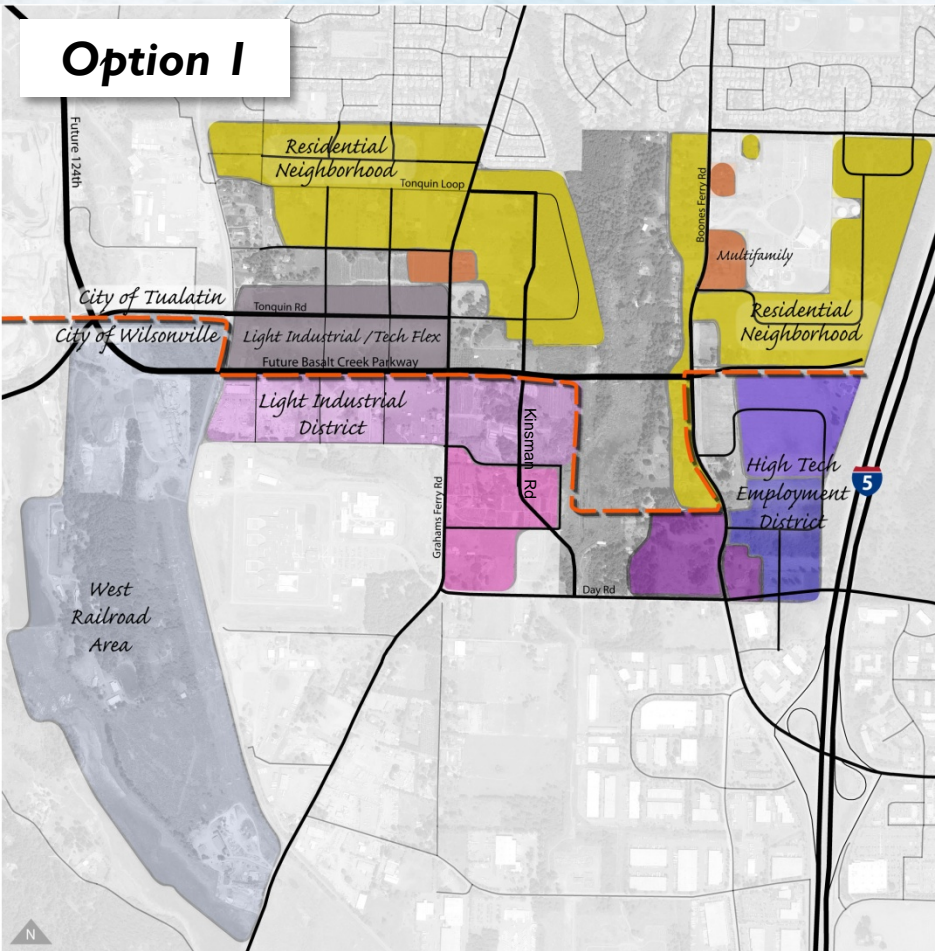 Option 1
Future 124th
Residential
Neighborhood
Tonquin Loop
Boones Ferry Rd
Multifamily
City of Tualatin
Tonquin Rd
Residential
Neighborhood
City of Wilsonville
Light Industrial / Tech Flex
Future Basalt Creek Parkway
Light Industrial
District
Kinsman Rd
High Tech
Employment
District
5
Grahams Ferry Rd
West
Railroad
Area
Day Rd
N